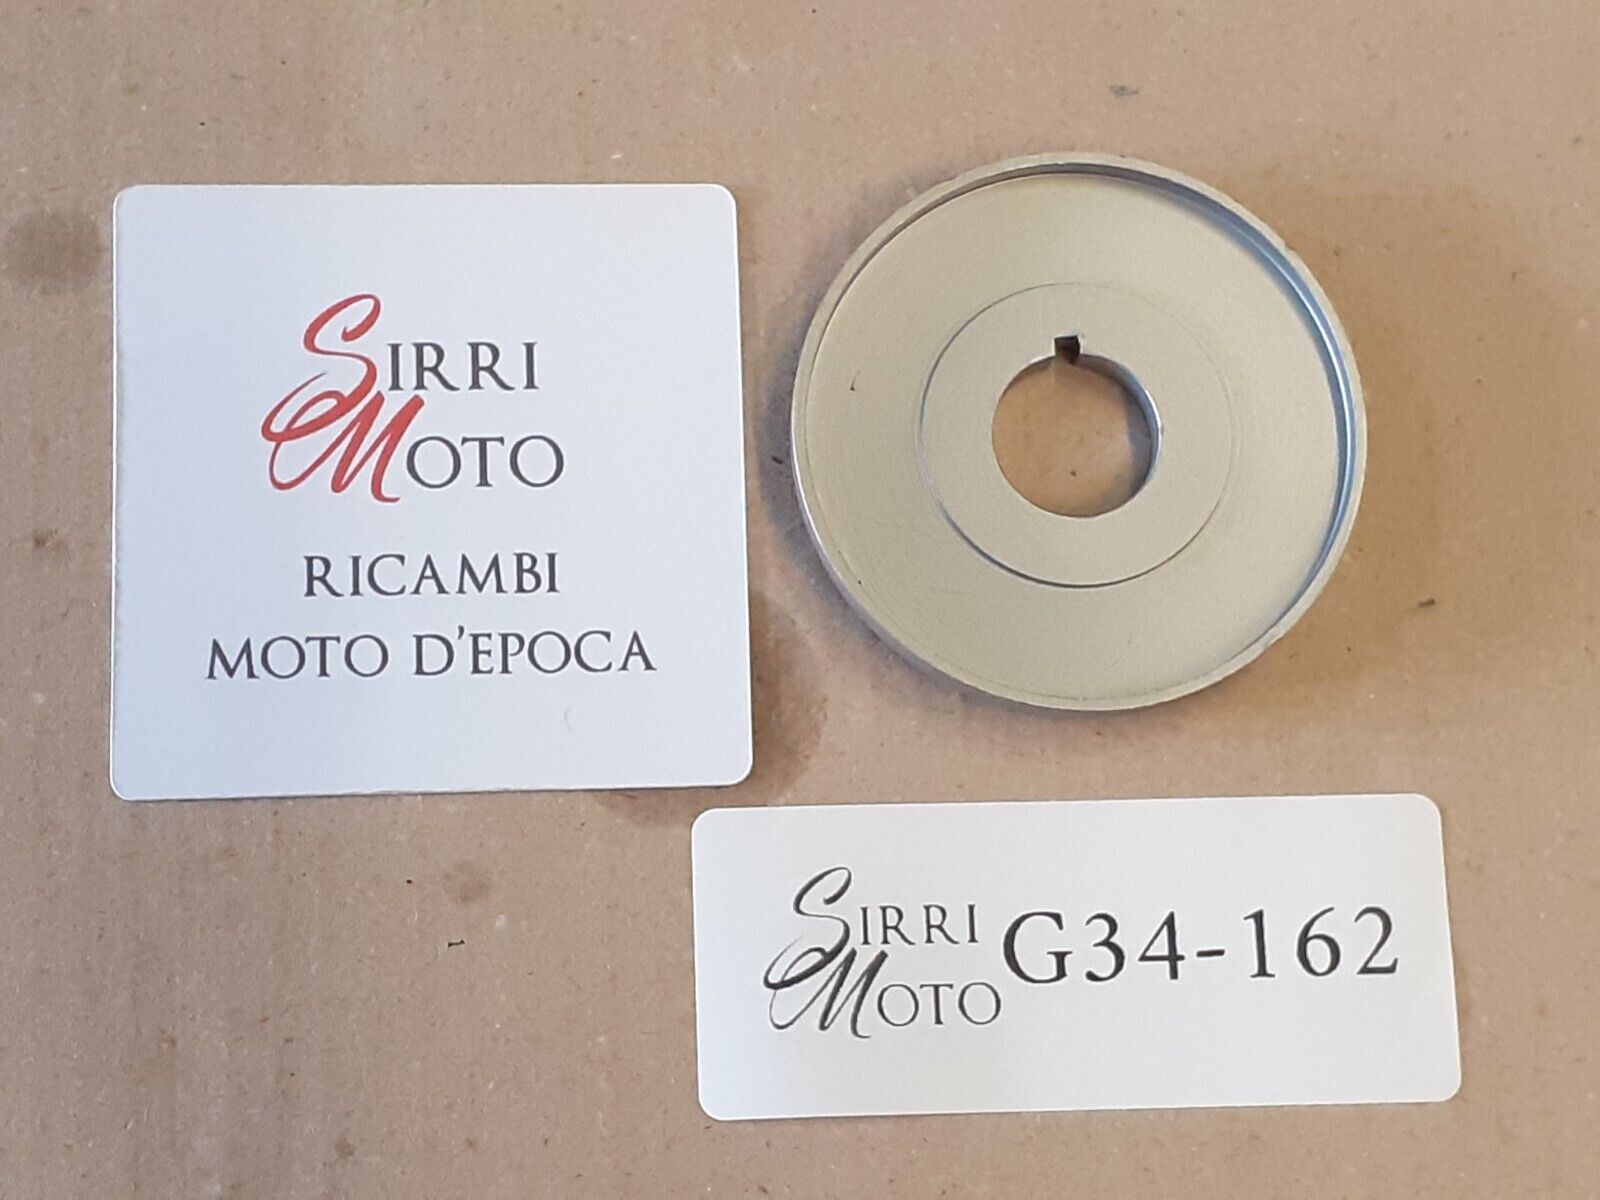 SIRRI
MOTO
RICAMBI
MOTO D'EPOCA
SIRRI
MOTO
G34-162